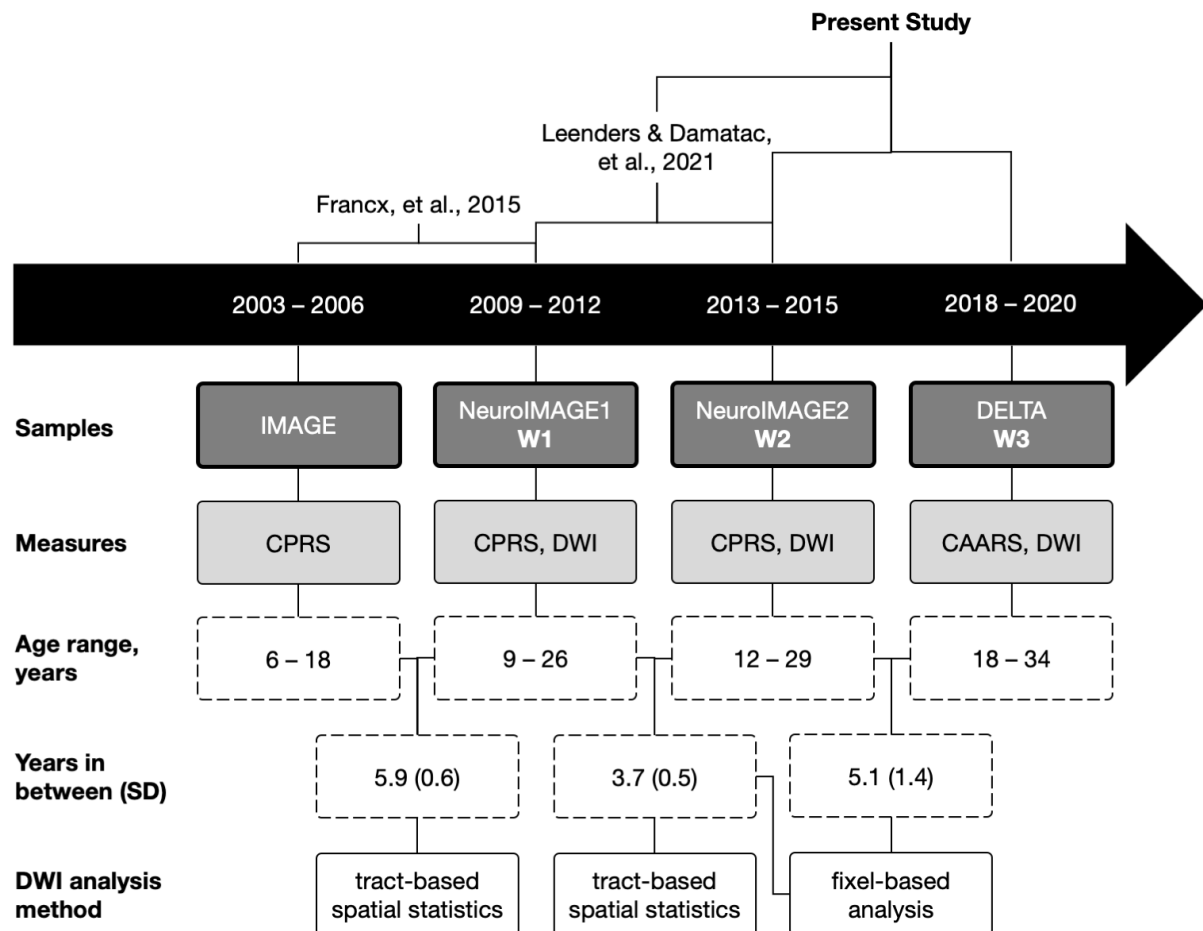 Present Study
Leenders & Damatac,
et al., 2021
Francx, et al., 2015
2003 – 2006
2009 – 2012
2013 – 2015
2018 – 2020
Samples
IMAGE
NeuroIMAGE1
W1
NeuroIMAGE2
W2
DELTA
W3
Measures
CPRS
CPRS, DWI
CPRS, DWI
CAARS, DWI
Age range,
years
6 – 18
9 – 26
12 – 29
18 – 34
Years in
between (SD)
5.9 (0.6)
3.7 (0.5)
5.1 (1.4)
DWI analysis
method
tract-based
spatial statistics
tract-based
spatial statistics
fixel-based
analysis